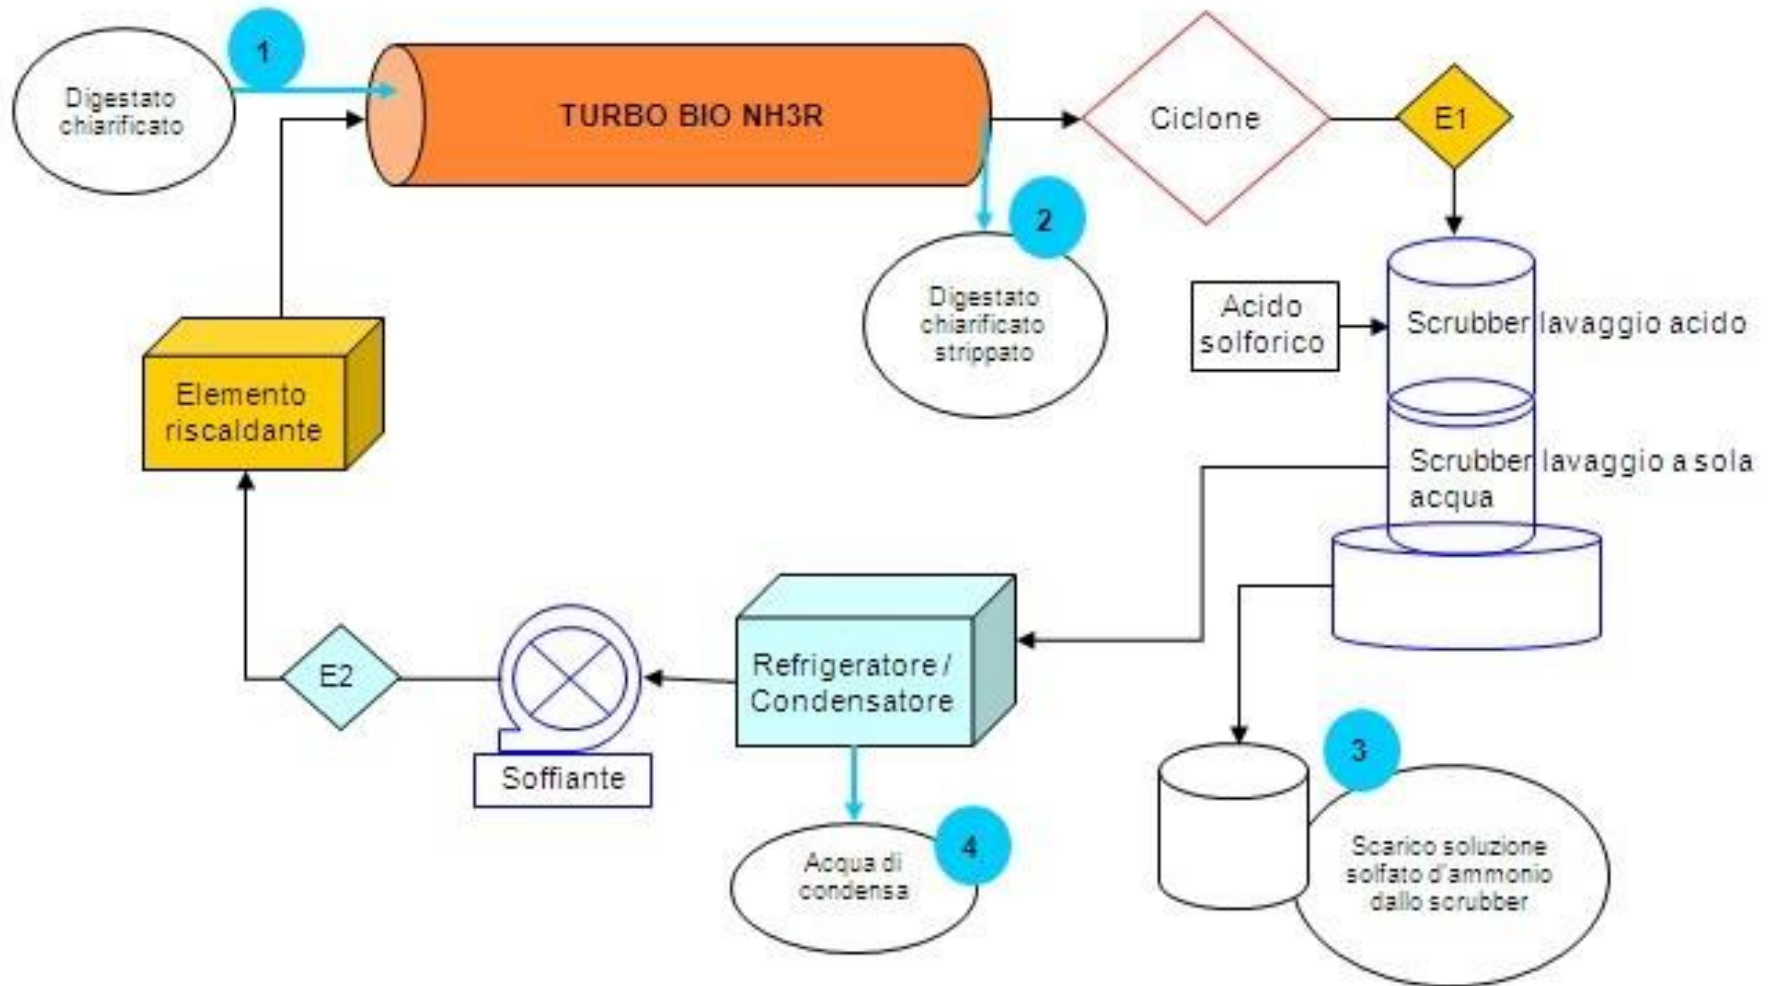 1
Digestato
chiarificato
TURBO BIO NH3R
Ciclone
E1
2
Digestato
chiarificato
strippato
Acido
solforico
Scrubber lavaggio acido
Elemento
riscaldante
Scrubber lavaggio a sola
acqua
E2
Refrigeratore /
Condensatore
Soffiante
3
4
Acqua di
condensa
Scarico soluzione
solfato d'ammonio
dallo scrubber